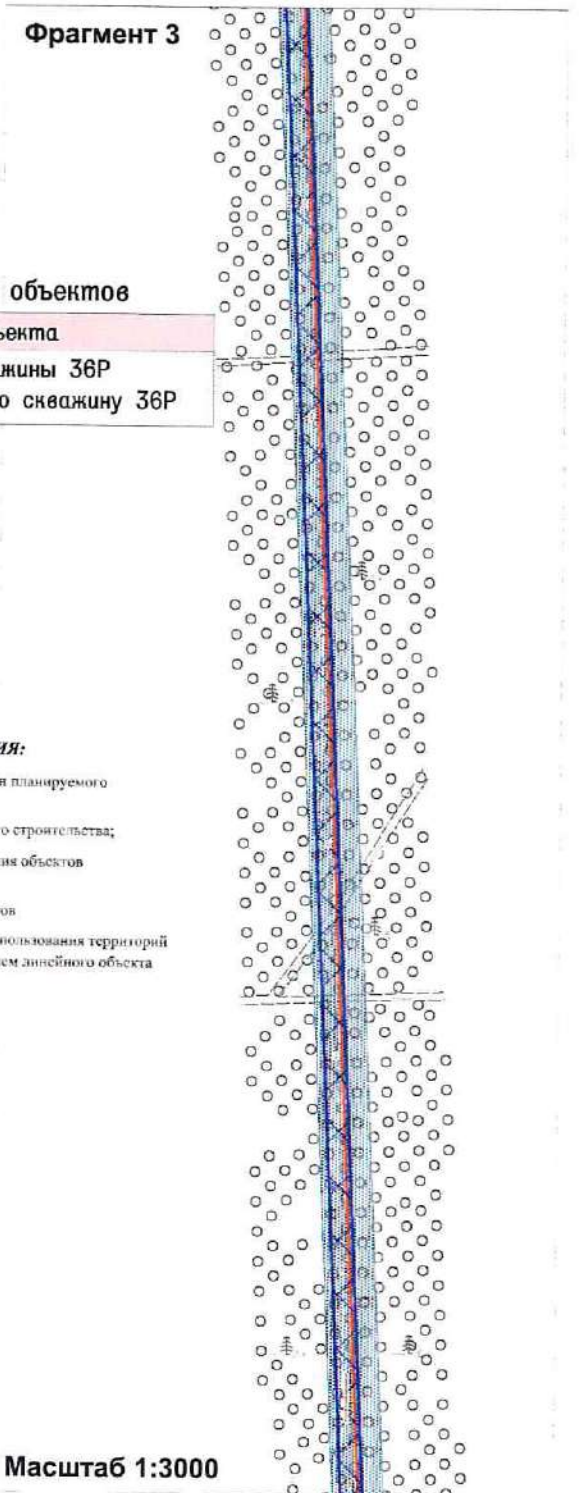 Фрагмент 3
объектов
ъекта
жины 36Р
о скважину 36Р
ИЯ:
я планируемого
о строительства;
ия объектов
ов
пользования территорий
ем линейного объекта
Масштаб 1:3000